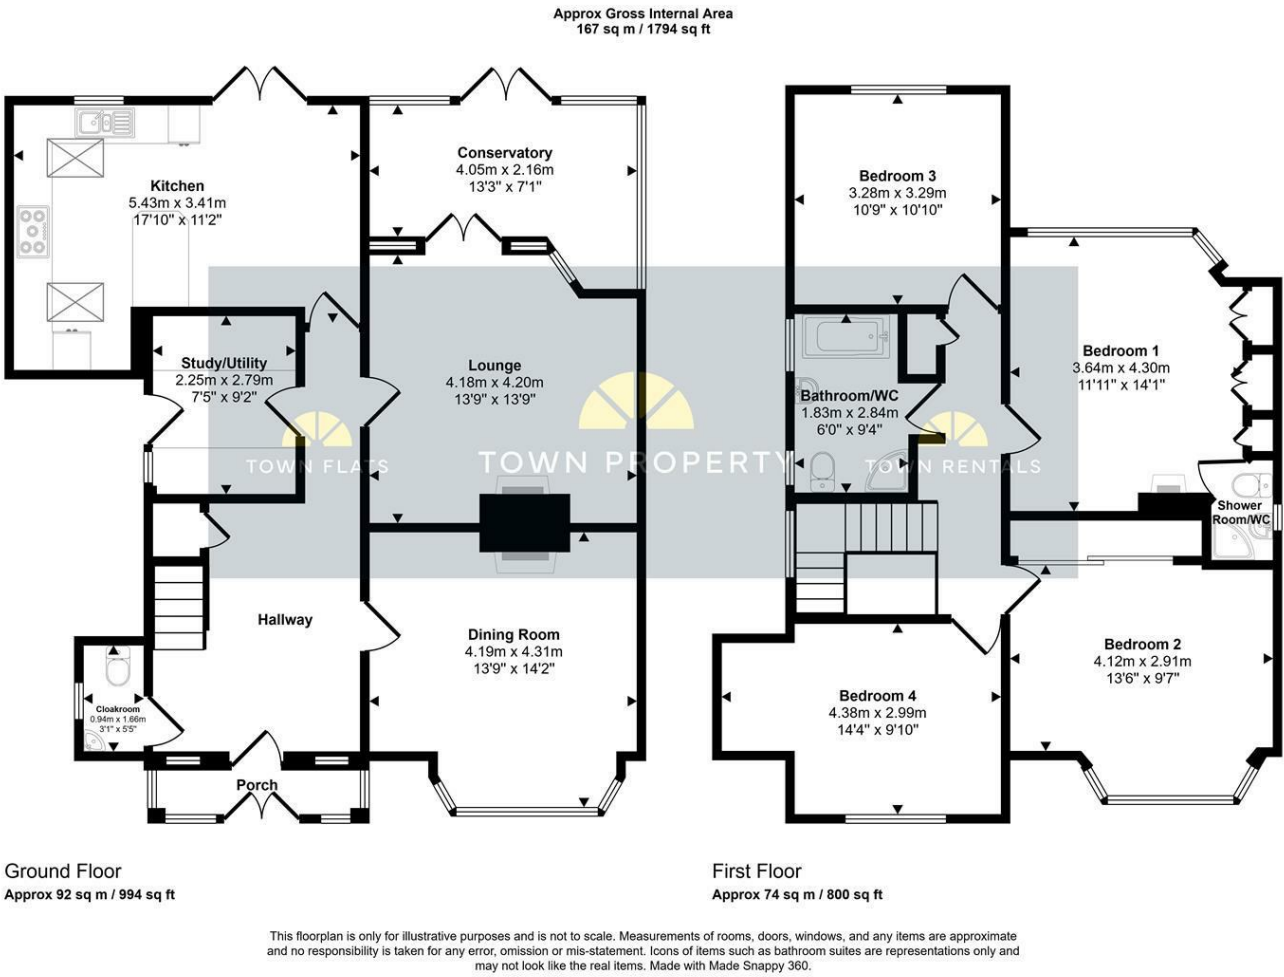 Approx Gross Internal Area
167 sq m / 1794 sq ft
Kitchen
5.43m x 3.41m
17'10" x 11'2"
Conservatory
4.05m x 2.16m
13'3" x 7'1"
Study/Utility
2.25m x 2.79m
7'5" x 9'2"
Lounge
4.18m x 4.20m
13'9" x 13'9"
Hallway
Dining Room
4.19m x 4.31m
13'9" x 14'2"
Cloakroom
0.94m x 1.66m
3'1" x 5'5"
Porch
Bedroom 3
3.28m x 3.29m
10'9" x 10'10"
Bedroom 1
3.64m x 4.30m
11'11" x 14'1"
Bathroom/WC
1.83m x 2.84m
6'0" x 9'4"
Shower
Room/WC
Bedroom 2
4.12m x 2.91m
13'6" x 9'7"
Bedroom 4
4.38m x 2.99m
14'4" x 9'10"
TOWN FLATS
TOWN PROPERTY
TOWN RENTALS
Ground Floor
Approx 92 sq m / 994 sq ft
First Floor
Approx 74 sq m / 800 sq ft
This floorplan is only for illustrative purposes and is not to scale. Measurements of rooms, doors, windows, and any items are approximate
and no responsibility is taken for any error, omission or mis-statement. Icons of items such as bathroom suites are representations only and
may not look like the real items. Made with Made Snappy 360.